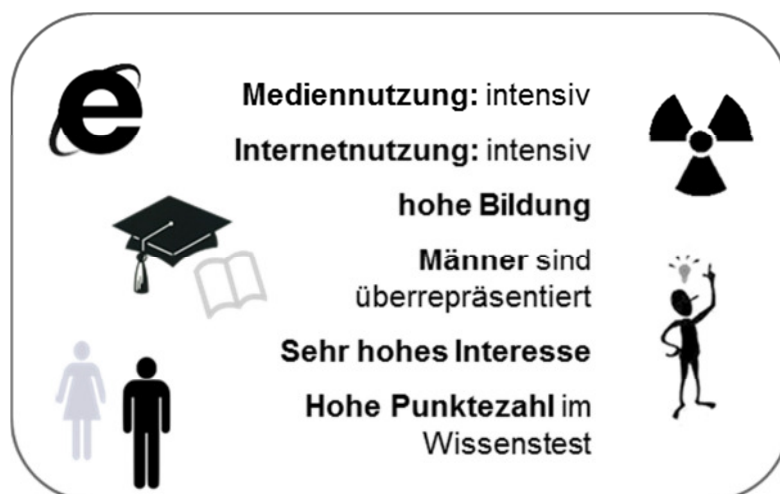 Mediennutzung: intensiv
Internetnutzung: intensiv
hohe Bildung
Männer sind
überrepräsentiert
Sehr hohes Interesse
Hohe Punktezahl im
Wissenstest